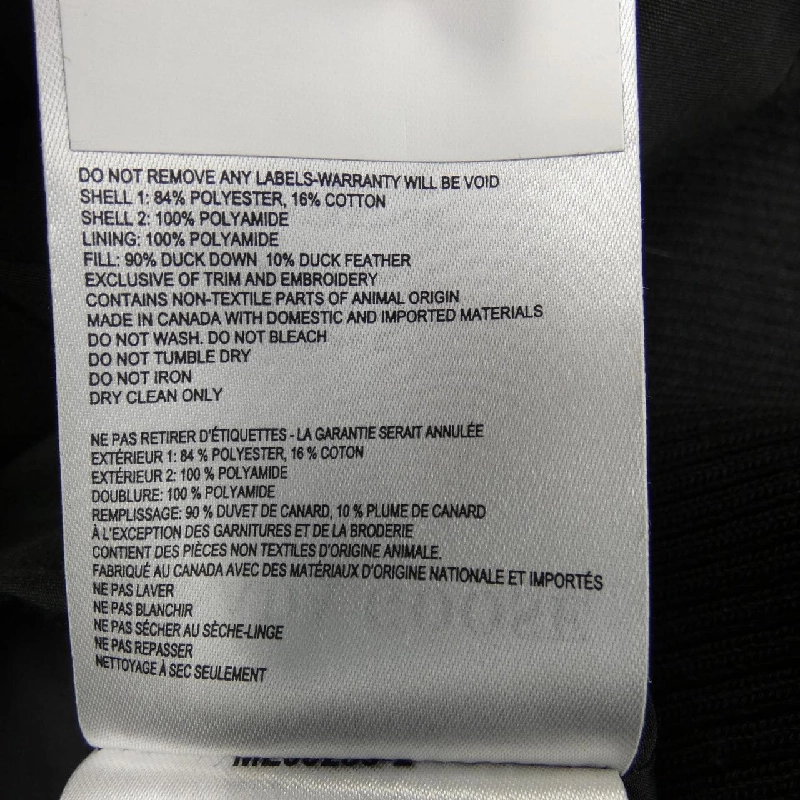 DO NOT REMOVE ANY LABELS-WARRANTY WILL BE VOID
SHELL 1: 84% POLYESTER, 16% COTTON
SHELL 2: 100% POLYAMIDE
LINING: 100% POLYAMIDE
FILL: 90% DUCK DOWN 10% DUCK FEATHER
EXCLUSIVE OF TRIM AND EMBROIDERY
CONTAINS NON-TEXTILE PARTS OF ANIMAL ORIGIN
MADE IN CANADA WITH DOMESTIC AND IMPORTED MATERIALS
DO NOT WASH. DO NOT BLEACH
DO NOT TUMBLE DRY
DO NOT IRON
DRY CLEAN ONLY
NE PAS RETIRER D'ÉTIQUETTES - LA GARANTIE SERAIT ANNULÉE
EXTÉRIEUR 1: 84 % POLYESTER, 16 % COTON
EXTÉRIEUR 2: 100 % POLYAMIDE
DOUBLURE: 100 % POLYAMIDE
REMPLISSAGE: 90 % DUVET DE CANARD, 10 % PLUME DE CANARD
À L'EXCEPTION DES GARNITURES ET DE LA BRODERIE
CONTIENT DES PIÈCES NON TEXTILES D'ORIGINE ANIMALE.
FABRIQUÉ AU CANADA AVEC DES MATÉRIAUX D'ORIGINE NATIONALE ET IMPORTÉS
NE PAS LAVER
NE PAS BLANCHIR
NE PAS SÉCHER AU SÈCHE-LINGE
NE PAS REPASSER
NETTOYAGE À SEC SEULEMENT